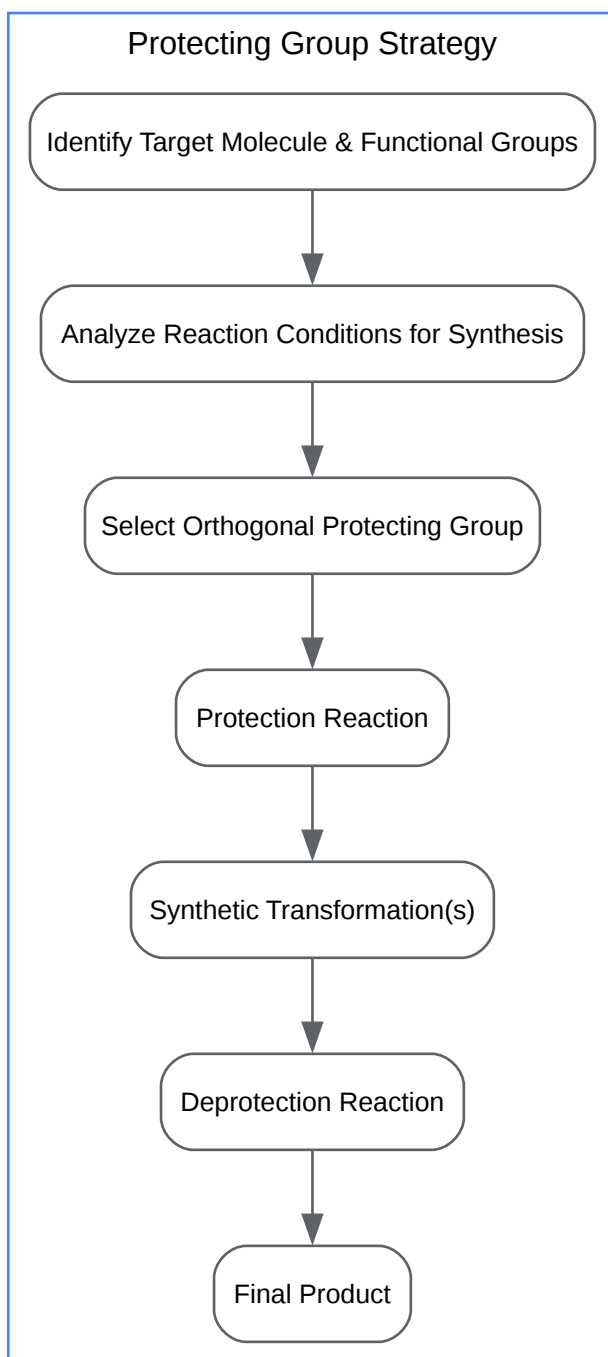 Protecting Group Strategy
Identify Target Molecule & Functional Groups
Analyze Reaction Conditions for Synthesis
Select Orthogonal Protecting Group
Protection Reaction
Synthetic Transformation(s)
Deprotection Reaction
Final Product